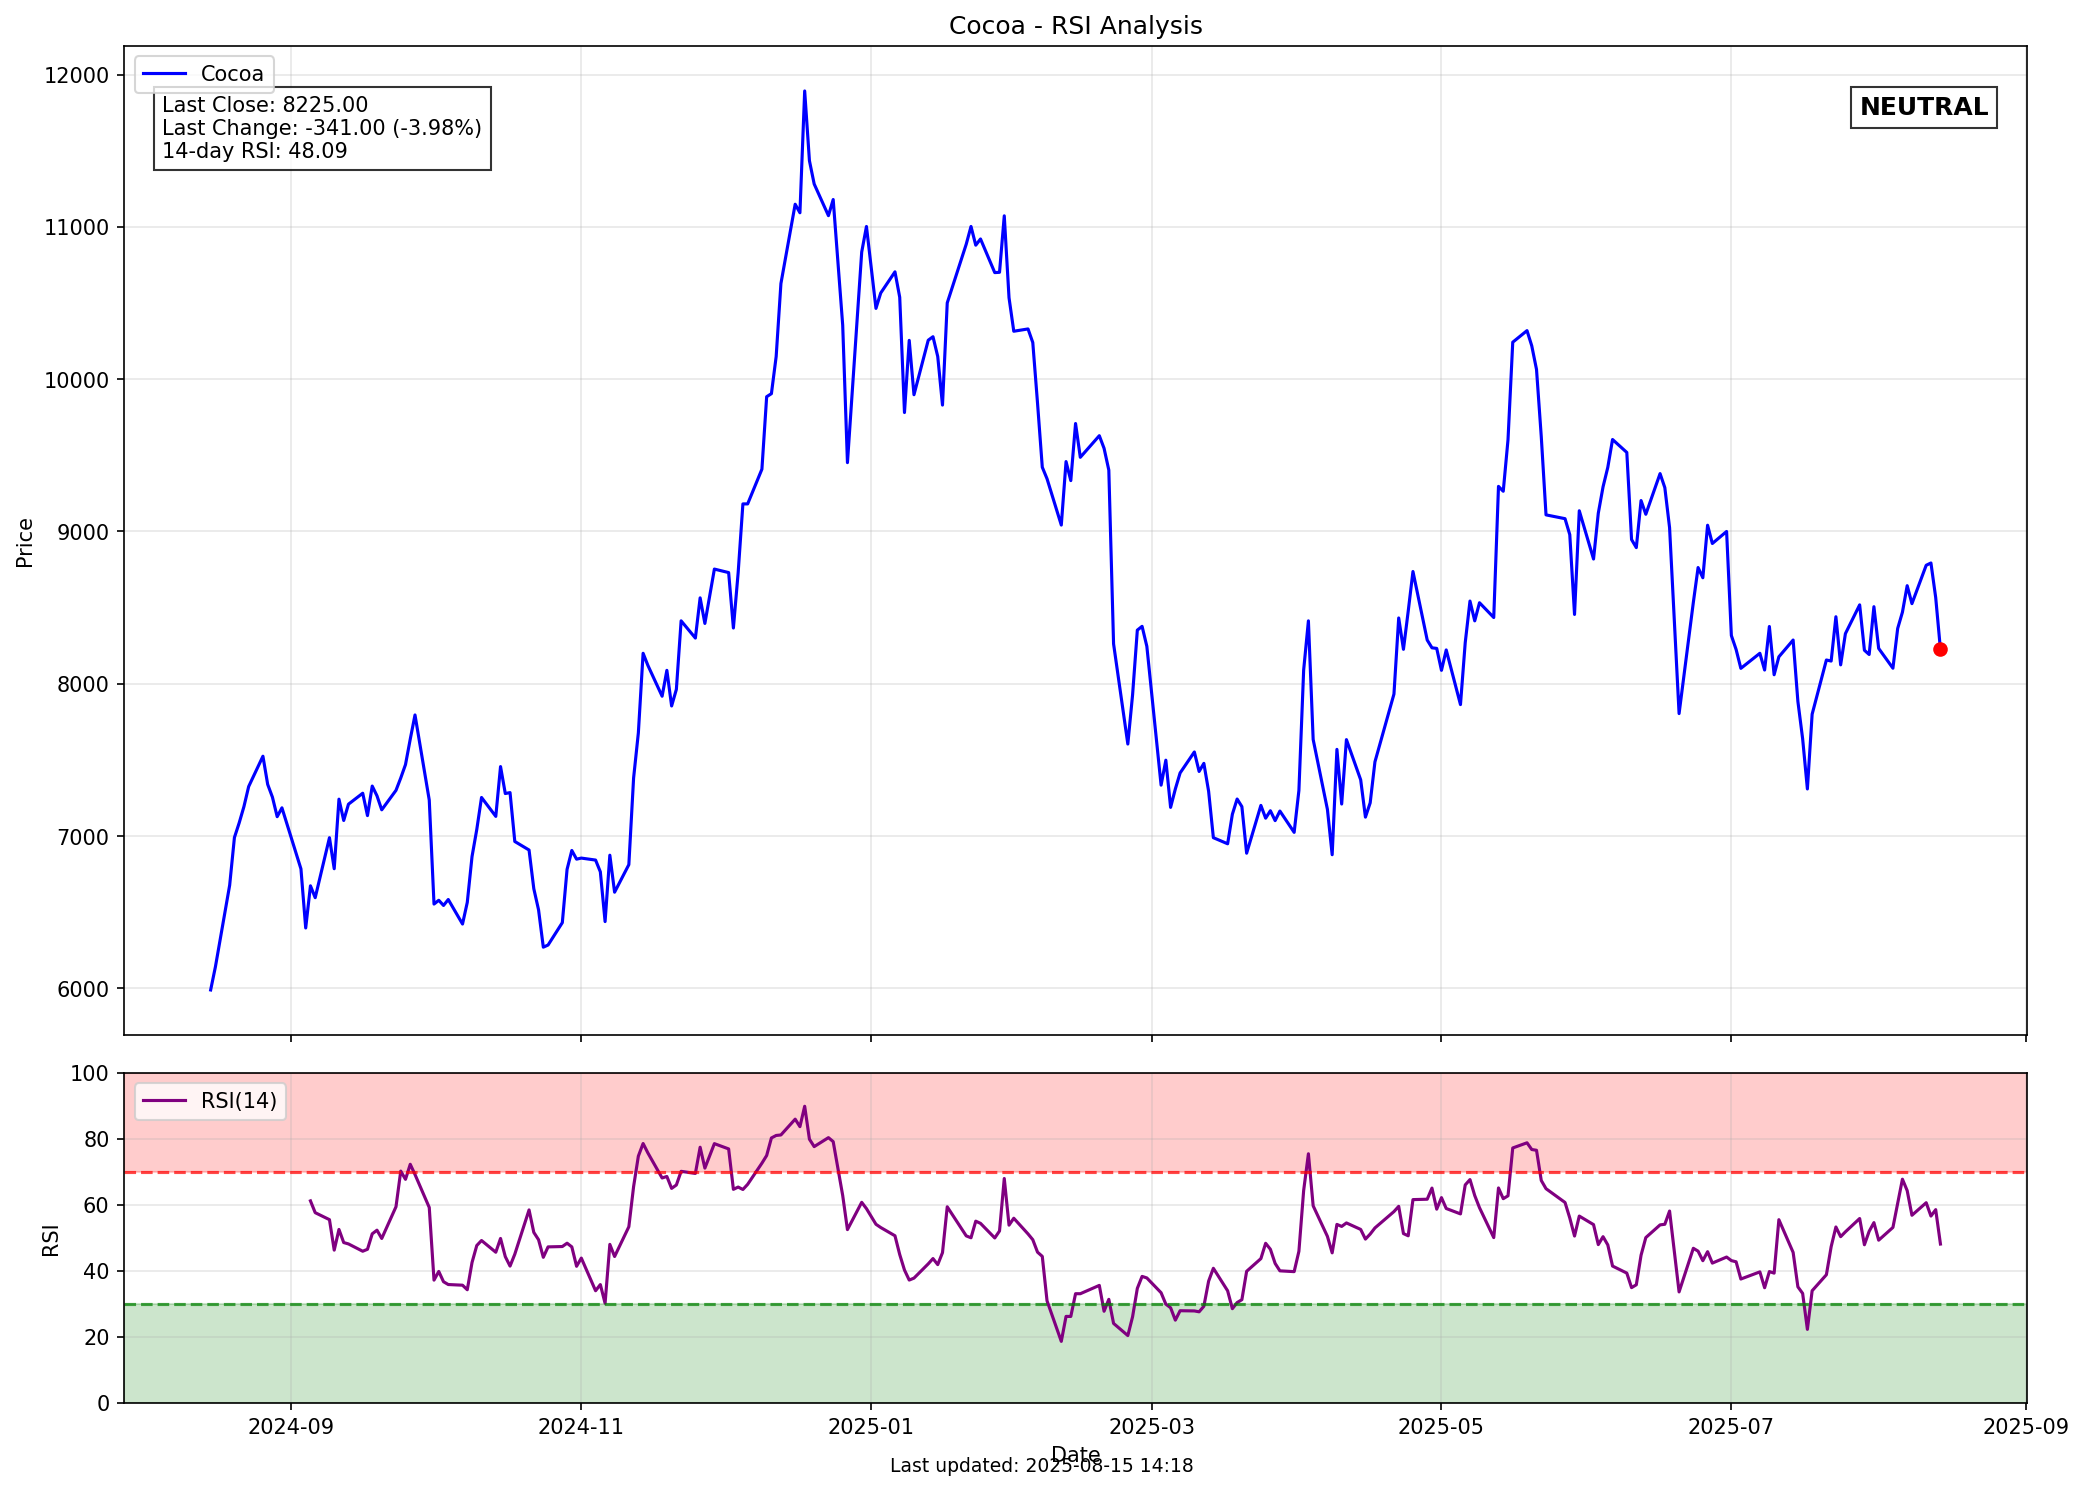 Cocoa - RSI Analysis
Cocoa
Last Close: 8225.00
Last Change: -341.00 (-3.98%)
14-day RSI: 48.09
NEUTRAL
12000
11000
10000
9000
8000
7000
6000
Price
RSI(14)
100
80
60
40
20
0
RSI
2024-09
2024-11
2025-01
2025-03
2025-05
2025-07
2025-09
Date
Last updated: 2025-08-15 14:18